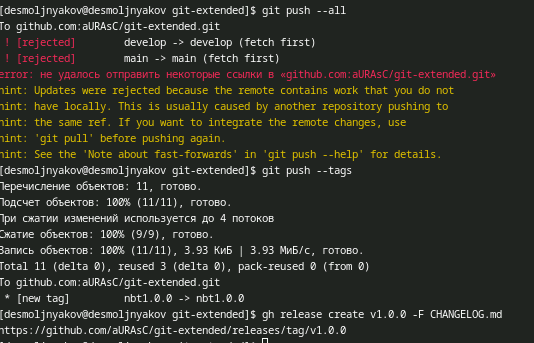 [desmoljnyakov@desmoljnyakov git-extended]$ git push --all
To github.com:aURAsC/git-extended.git
! [rejected] develop -> develop (fetch first)
! [rejected] main -> main (fetch first)
error: не удалось отправить некоторые ссылки в «github.com:aURAsC/git-extended.git»
hint: Updates were rejected because the remote contains work that you do not
hint: have locally. This is usually caused by another repository pushing to
hint: the same ref. If you want to integrate the remote changes, use
hint: 'git pull' before pushing again.
hint: See the 'Note about fast-forwards' in 'git push --help' for details.
[desmoljnyakov@desmoljnyakov git-extended]$ git push --tags
Перечисление объектов: 11, готово.
Подсчет объектов: 100% (11/11), готово.
При сжатии изменений используется до 4 потоков
Сжатие объектов: 100% (9/9), готово.
Запись объектов: 100% (11/11), 3.93 КиБ | 3.93 МиБ/с, готово.
Total 11 (delta 0), reused 3 (delta 0), pack-reused 0 (from 0)
To github.com:aURAsC/git-extended.git
* [new tag] nbt1.0.0 -> nbt1.0.0
[desmoljnyakov@desmoljnyakov git-extended]$ gh release create v1.0.0 -F CHANGELOG.md
https://github.com/aURAsC/git-extended/releases/tag/v1.0.0
[desmoljnyakov@desmoljnyakov git-extended]$